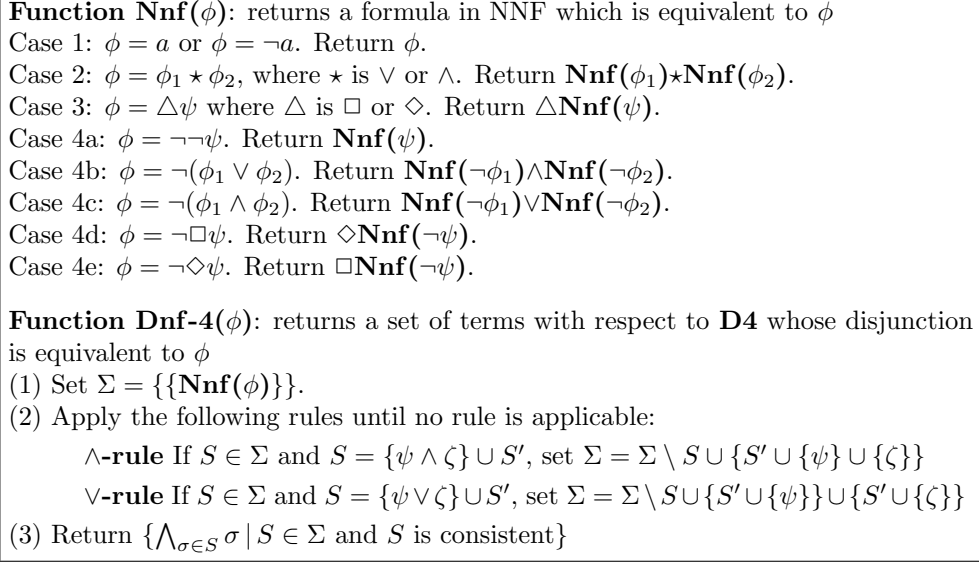 Function Nnf(ϕ): returns a formula in NNF which is equivalent to ϕ
Case 1: ϕ = a or ϕ = ¬a. Return ϕ.
Case 2: ϕ = ϕ₁ ⋆ ϕ₂, where ⋆ is ∨ or ∧. Return Nnf(ϕ₁)⋆Nnf(ϕ₂).
Case 3: ϕ = △ψ where △ is □ or ◇. Return △Nnf(ψ).
Case 4a: ϕ = ¬¬ψ. Return Nnf(ψ).
Case 4b: ϕ = ¬(ϕ₁ ∨ ϕ₂). Return Nnf(¬ϕ₁)∧Nnf(¬ϕ₂).
Case 4c: ϕ = ¬(ϕ₁ ∧ ϕ₂). Return Nnf(¬ϕ₁)∨Nnf(¬ϕ₂).
Case 4d: ϕ = ¬□ψ. Return ◇Nnf(¬ψ).
Case 4e: ϕ = ¬◇ψ. Return □Nnf(¬ψ).
Function Dnf-4(ϕ): returns a set of terms with respect to D4 whose disjunction
is equivalent to ϕ
(1) Set Σ = {{Nnf(ϕ)}}.
(2) Apply the following rules until no rule is applicable:
∧-rule If S ∈ Σ and S = {ψ ∧ ζ} ∪ S′, set Σ = Σ \ S ∪ {S′ ∪ {ψ} ∪ {ζ}}
∨-rule If S ∈ Σ and S = {ψ ∨ ζ} ∪ S′, set Σ = Σ \ S ∪ {S′ ∪ {ψ}} ∪ {S′ ∪ {ζ}}
(3) Return {⋀σ∈S σ | S ∈ Σ and S is consistent}